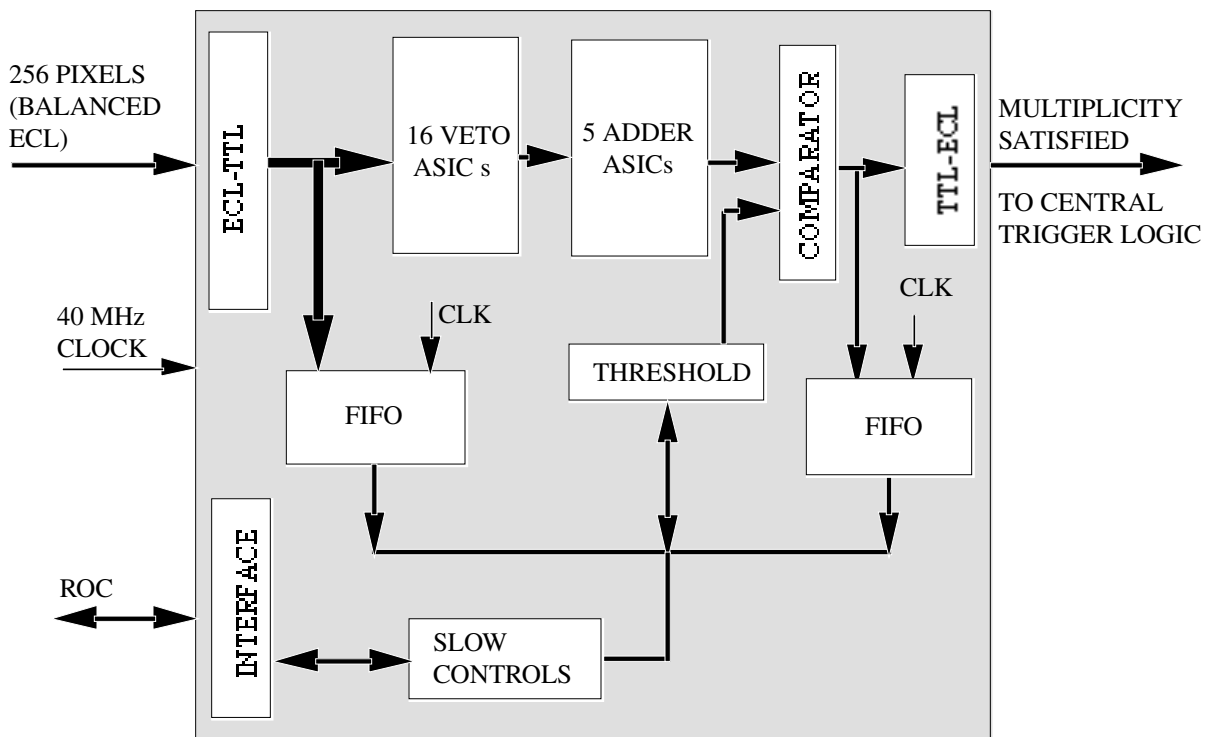 256 PIXELS
(BALANCED
ECL)
ECL-TTL
16 VETO
ASIC s
5 ADDER
ASICs
COMPARATOR
TTL-ECL
MULTIPLICITY
SATISFIED
TO CENTRAL
TRIGGER LOGIC
40 MHz
CLOCK
CLK
CLK
FIFO
THRESHOLD
FIFO
ROC
INTERFACE
SLOW
CONTROLS